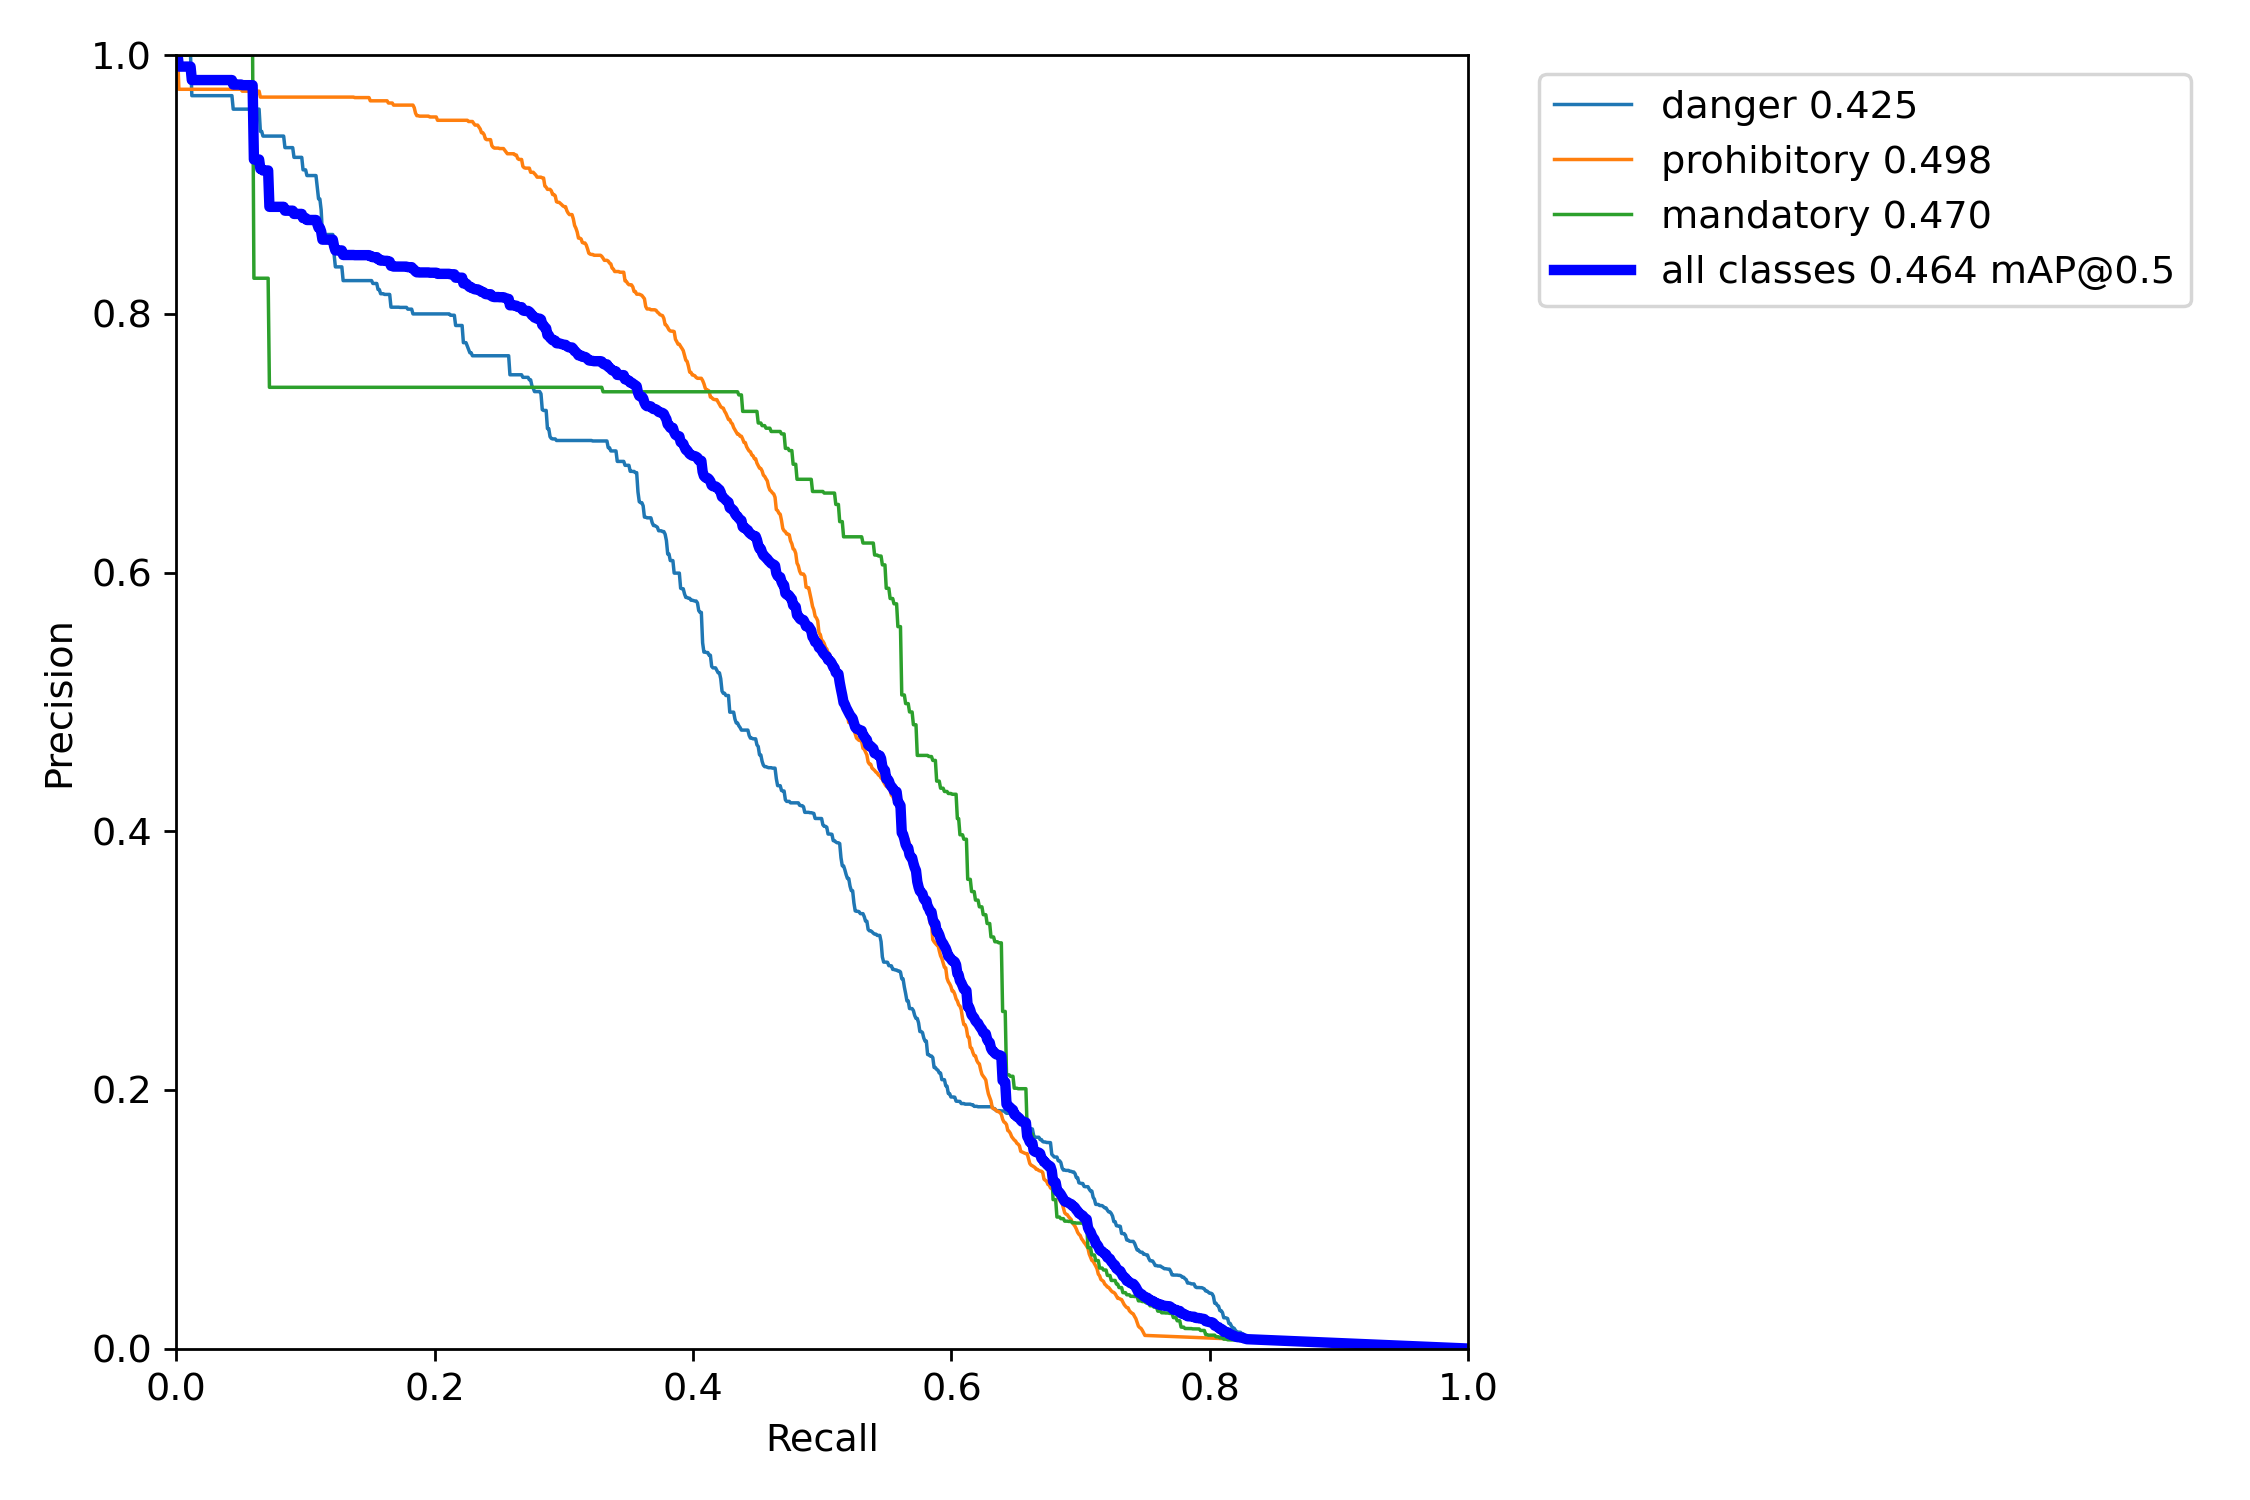 1.0
0.8
0.6
0.4
0.2
0.0
Precision
0.0 0.2 0.4 0.6 0.8 1.0
Recall
danger 0.425
prohibitory 0.498
mandatory 0.470
all classes 0.464 mAP@0.5